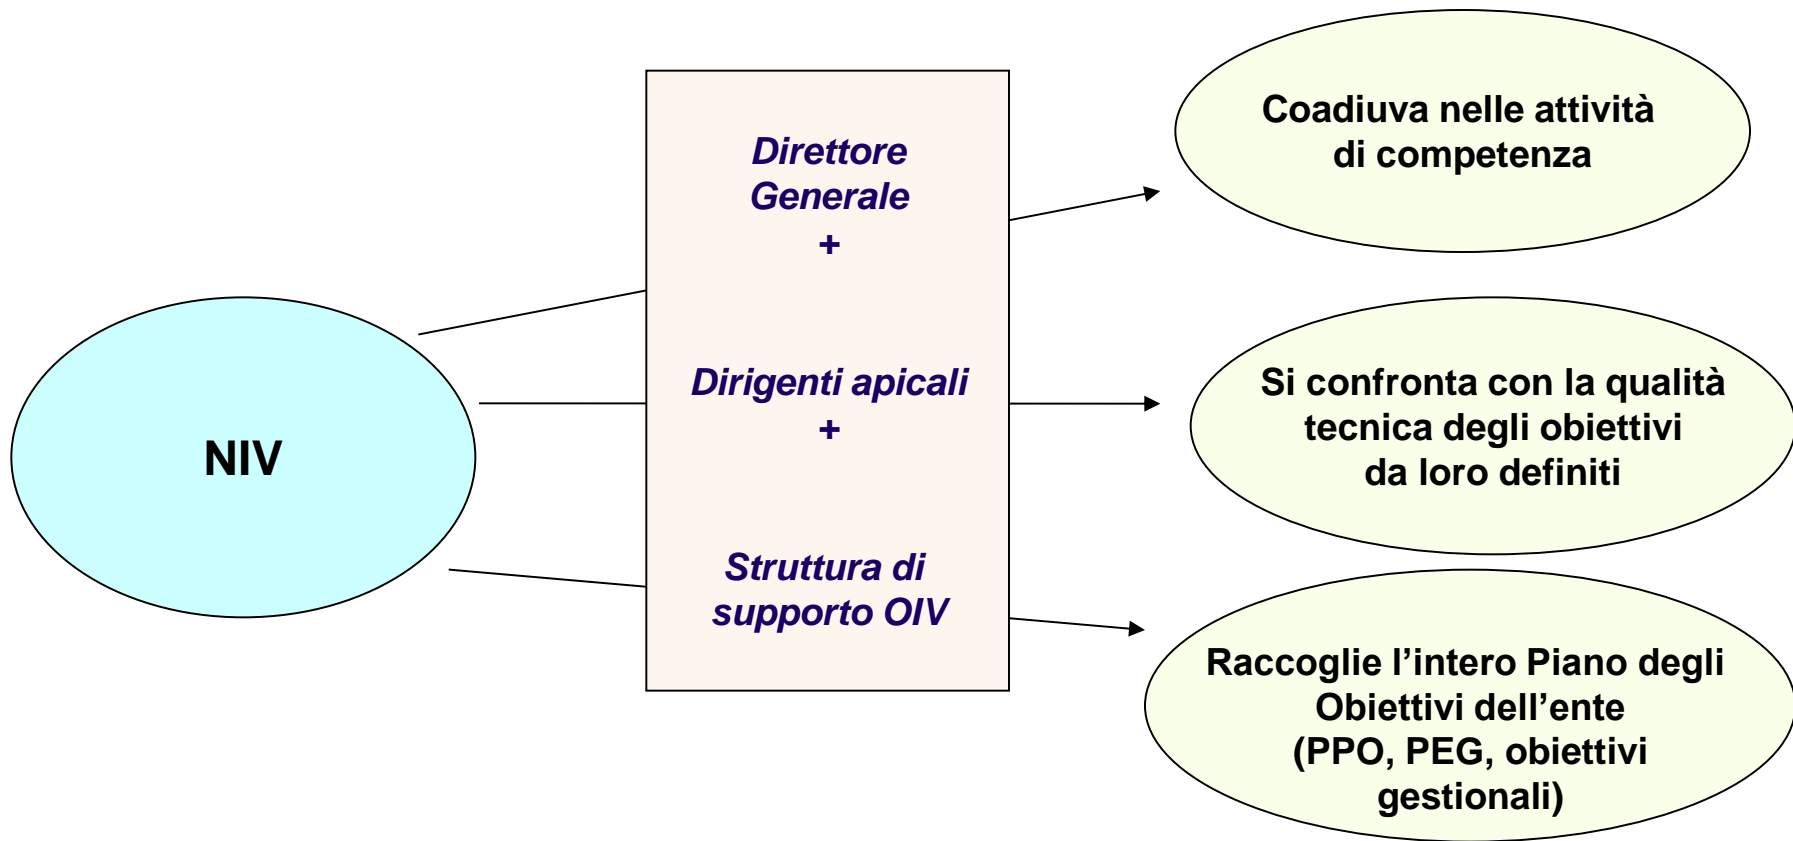 NIV
Direttore
Generale
+
Dirigenti apicali
+
Struttura di
supporto OIV
Coadiuva nelle attività
di competenza
Si confronta con la qualità
tecnica degli obiettivi
da loro definiti
Raccoglie l’intero Piano degli
Obiettivi dell’ente
(PPO, PEG, obiettivi
gestionali)